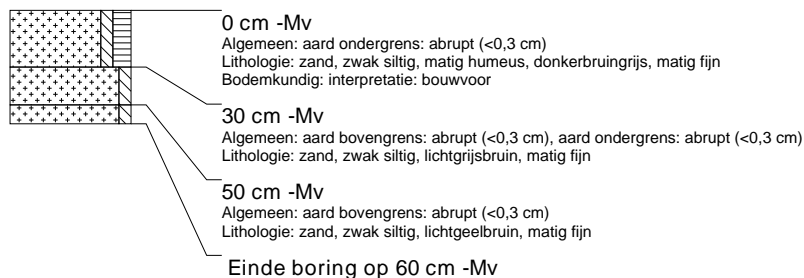 0 cm -Mv
Algemeen: aard ondergrens: abrupt (<0,3 cm)
Lithologie: zand, zwak siltig, matig humeus, donkerbruingrijs, matig fijn
Bodemkundig: interpretatie: bouwvoor
30 cm -Mv
Algemeen: aard bovengrens: abrupt (<0,3 cm), aard ondergrens: abrupt (<0,3 cm)
Lithologie: zand, zwak siltig, lichtgrijsbruin, matig fijn
50 cm -Mv
Algemeen: aard bovengrens: abrupt (<0,3 cm)
Lithologie: zand, zwak siltig, lichtgeelbruin, matig fijn
Einde boring op 60 cm -Mv